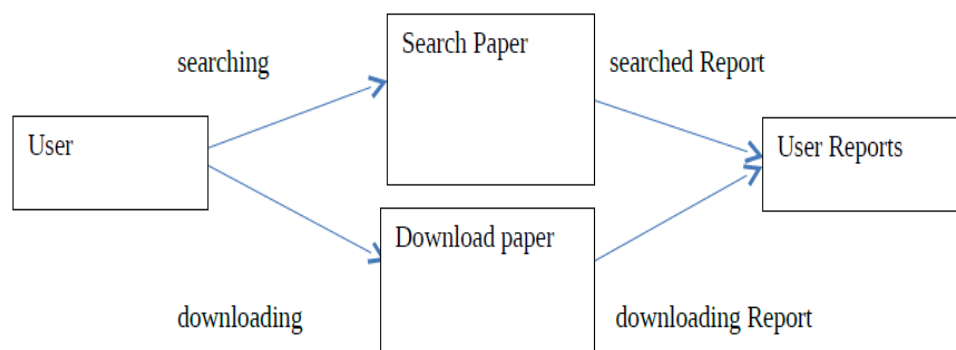 Search Paper
searching
searched Report
User
User Reports
Download paper
downloading
downloading Report